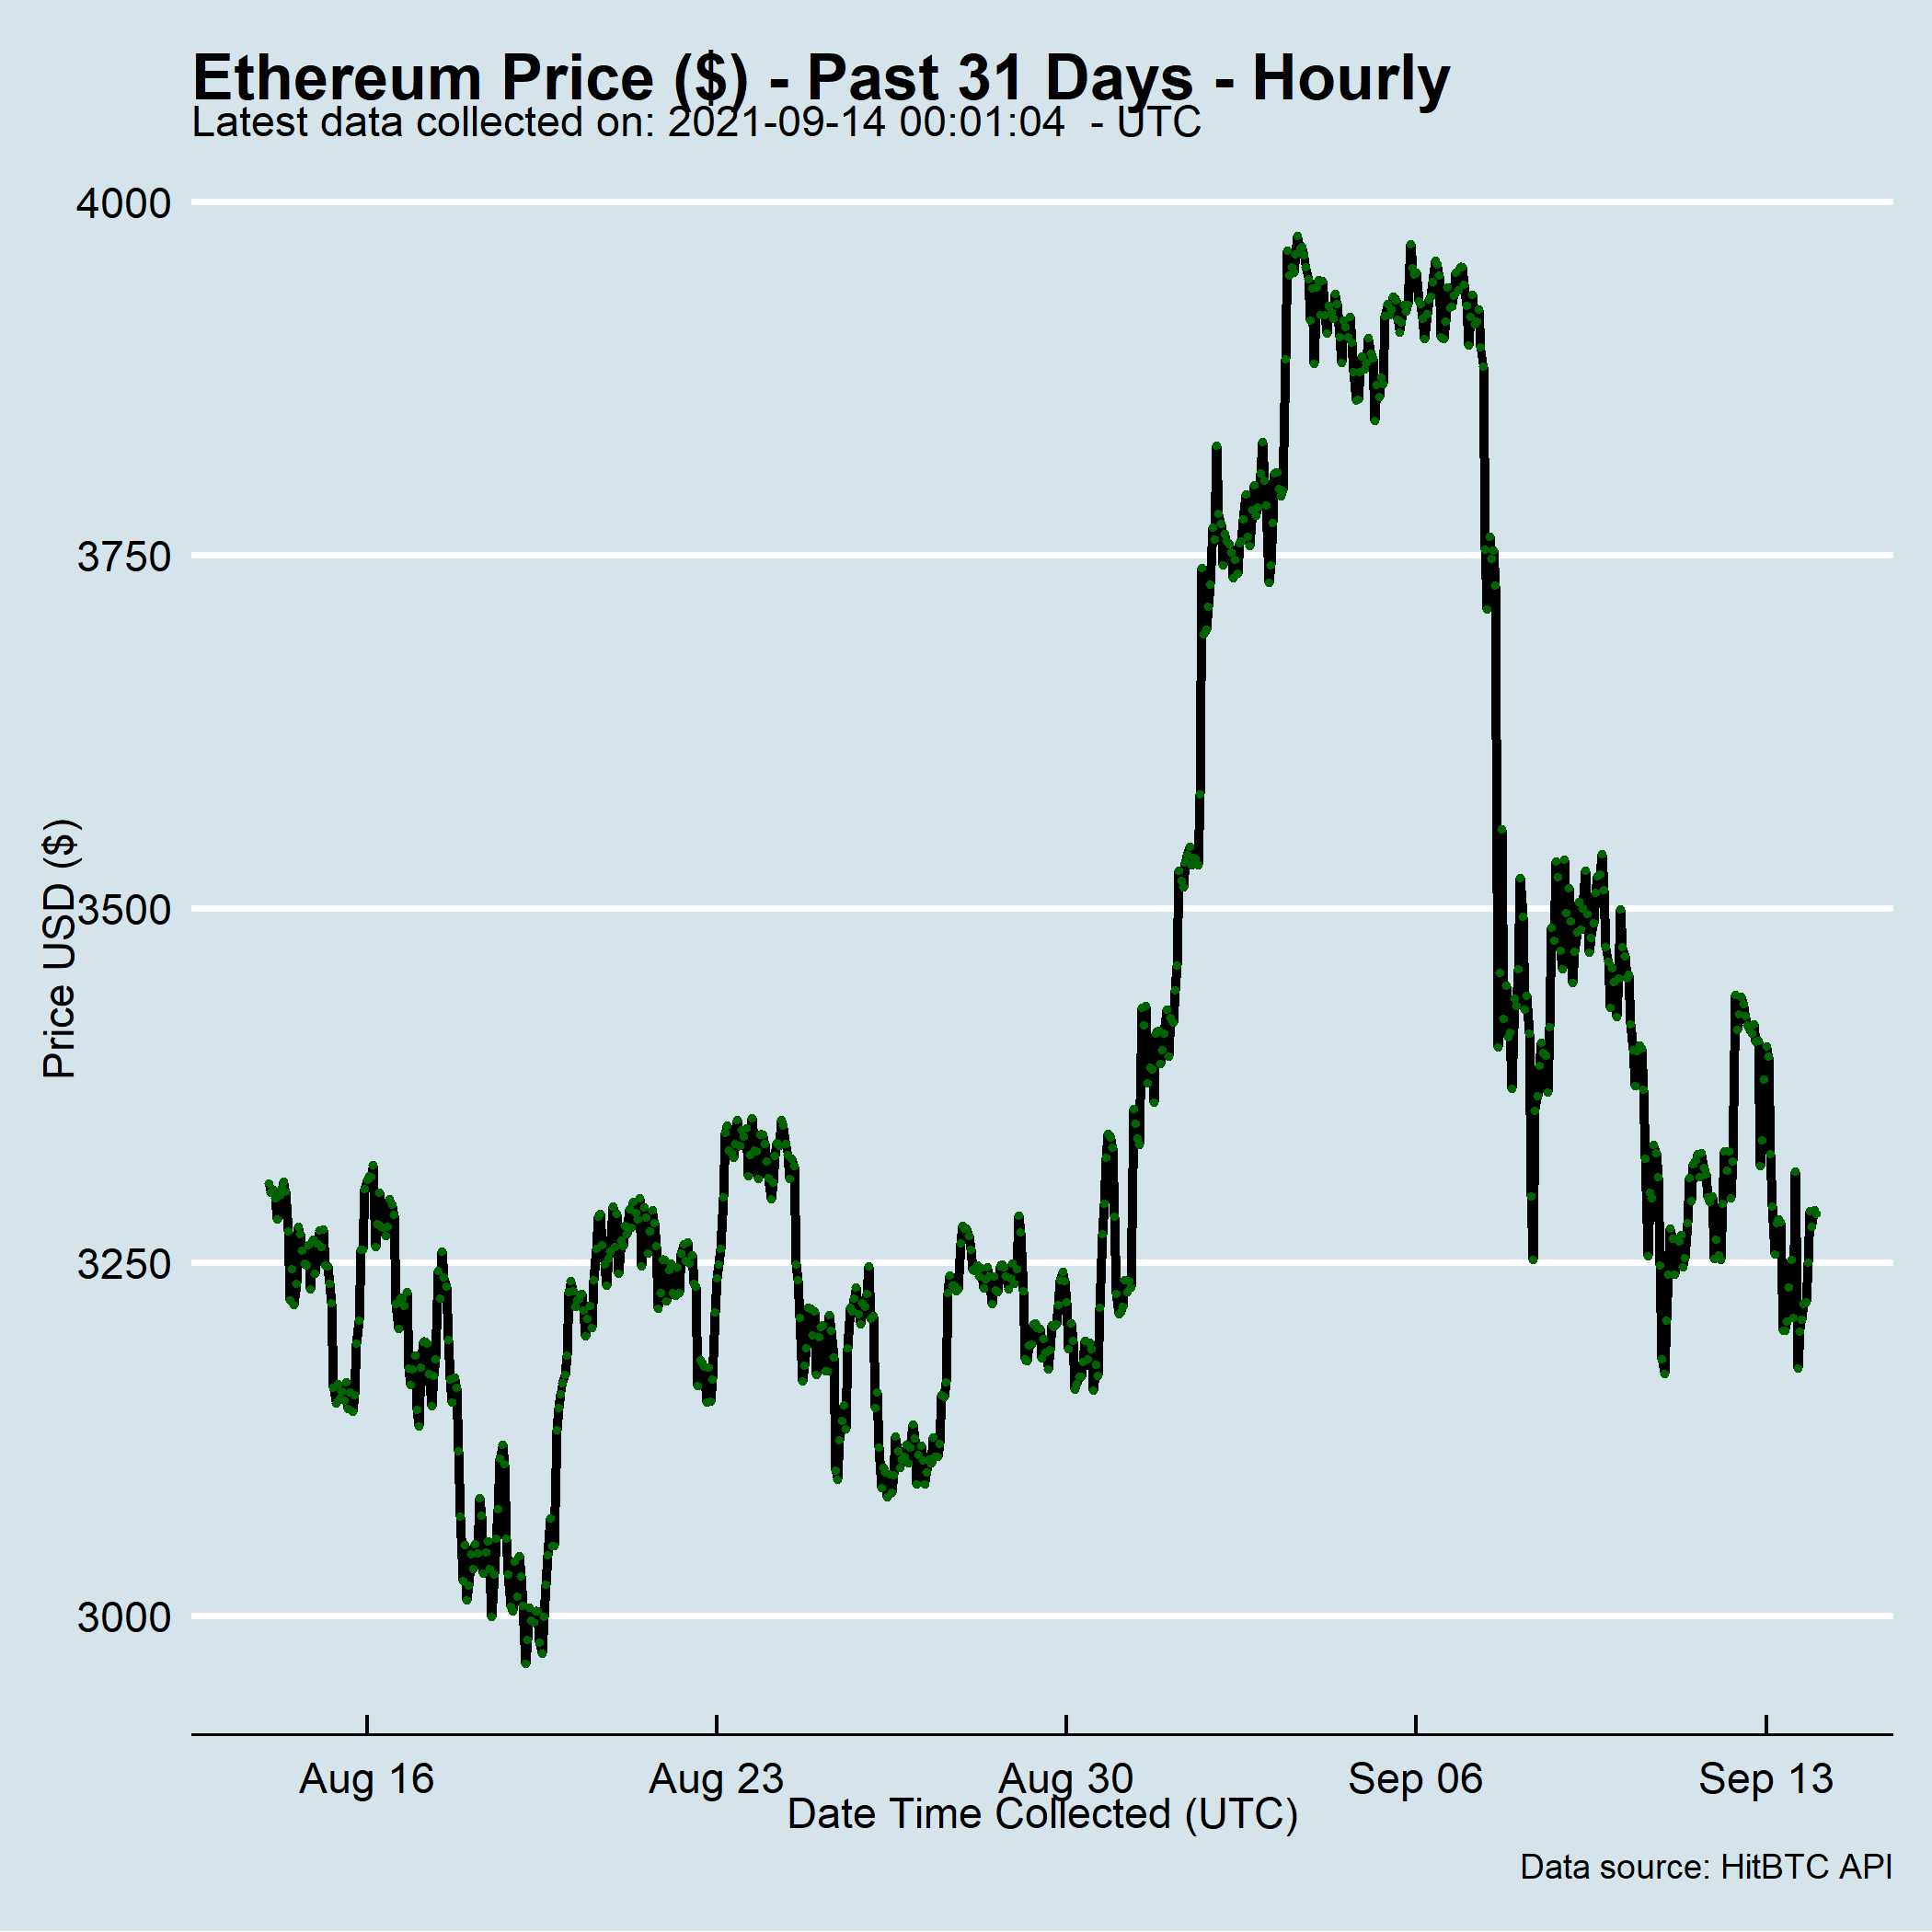 Ethereum Price ($) - Past 31 Days - Hourly
Latest data collected on: 2021-09-14 00:01:04  - UTC
4000
3750
3500
3250
3000
Price USD ($)
Aug 16
Aug 23
Aug 30
Sep 06
Sep 13
Date Time Collected (UTC)
Data source: HitBTC API